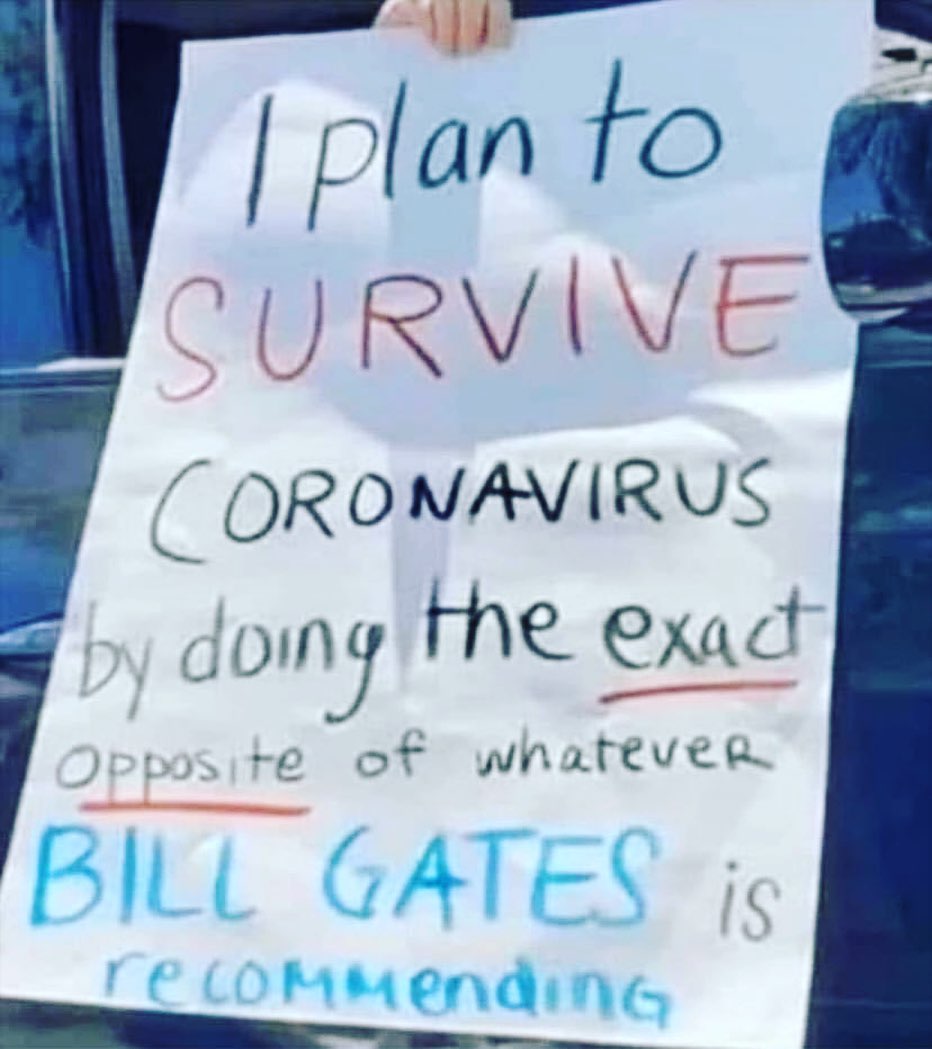 I plan to
SURVIVE
CORONAVIRUS
by doing the exact
opposite of whatever
BILL GATES is
recommending